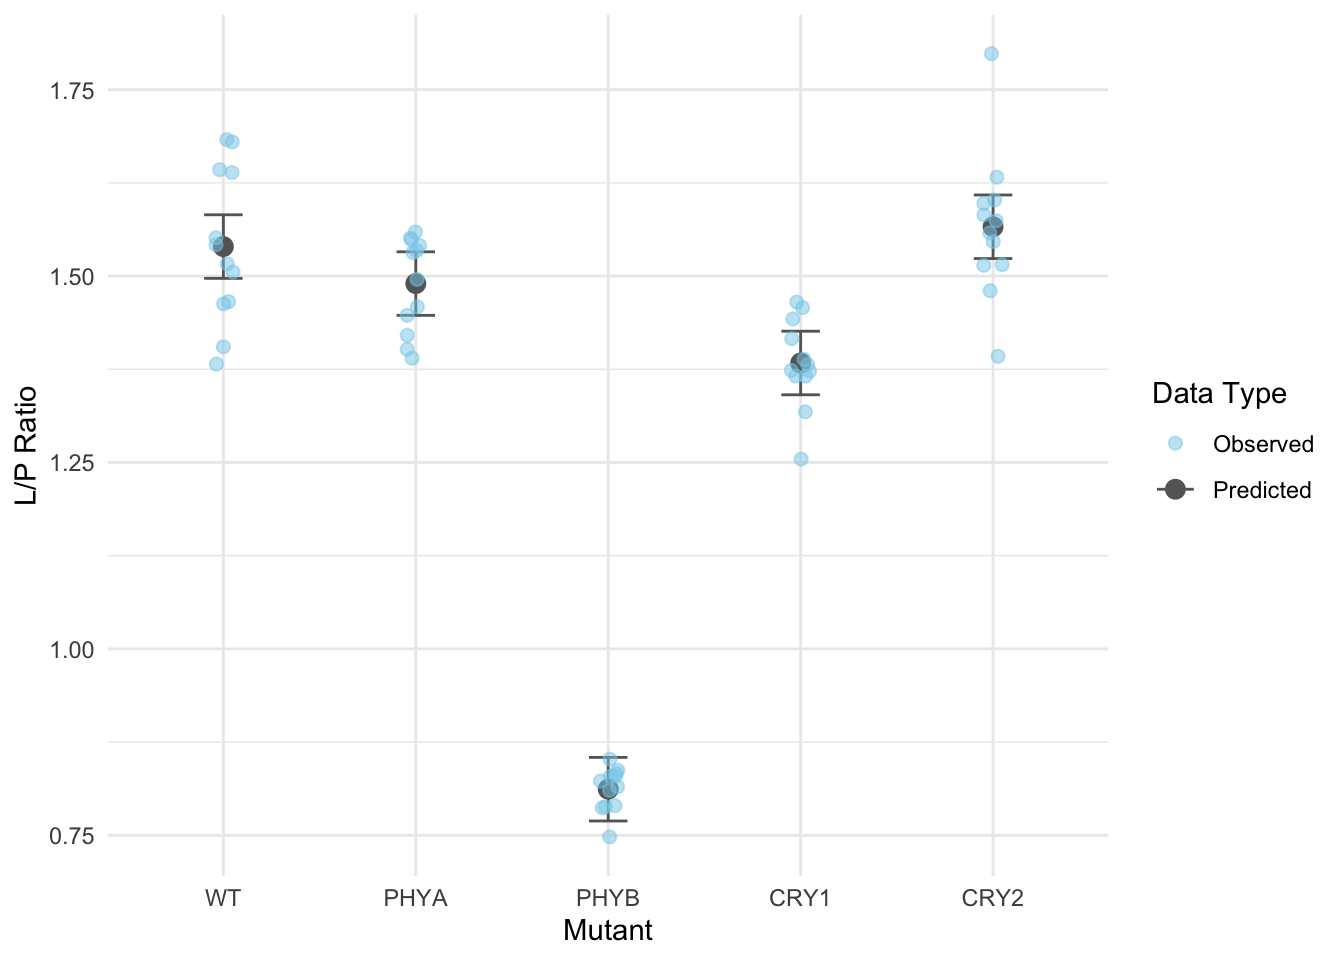 1.75
1.50
1.25
1.00
0.75
L/P Ratio
WT PHYA PHYB CRY1 CRY2
Mutant
Data Type
Observed
Predicted